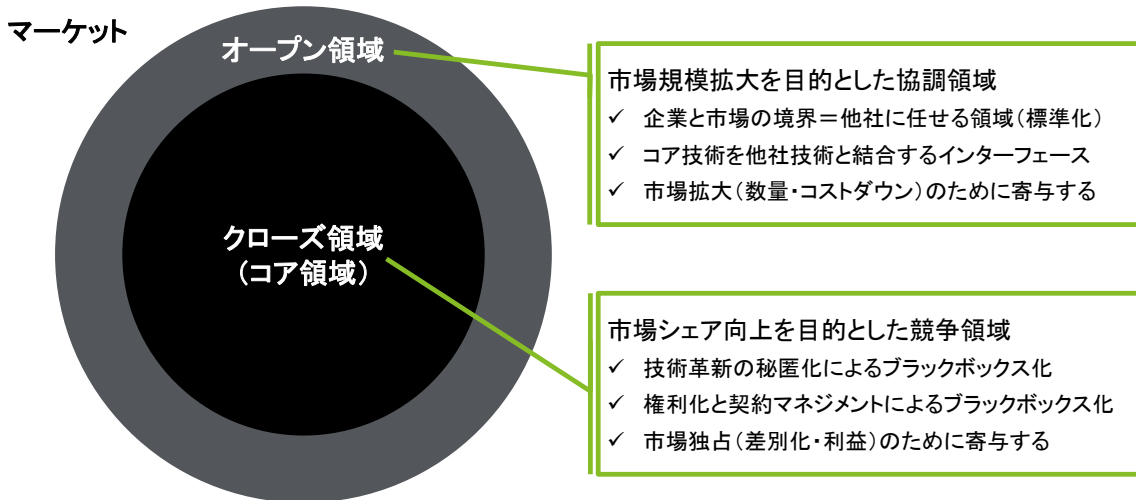 マーケット
オープン領域
クローズ領域
(コア領域)
市場規模拡大を目的とした協調領域
✓ 企業と市場の境界＝他社に任せる領域(標準化)
✓ コア技術を他社技術と結合するインターフェース
✓ 市場拡大(数量・コストダウン)のために寄与する
市場シェア向上を目的とした競争領域
✓ 技術革新の秘匿化によるブラックボックス化
✓ 権利化と契約マネジメントによるブラックボックス化
✓ 市場独占(差別化・利益)のために寄与する